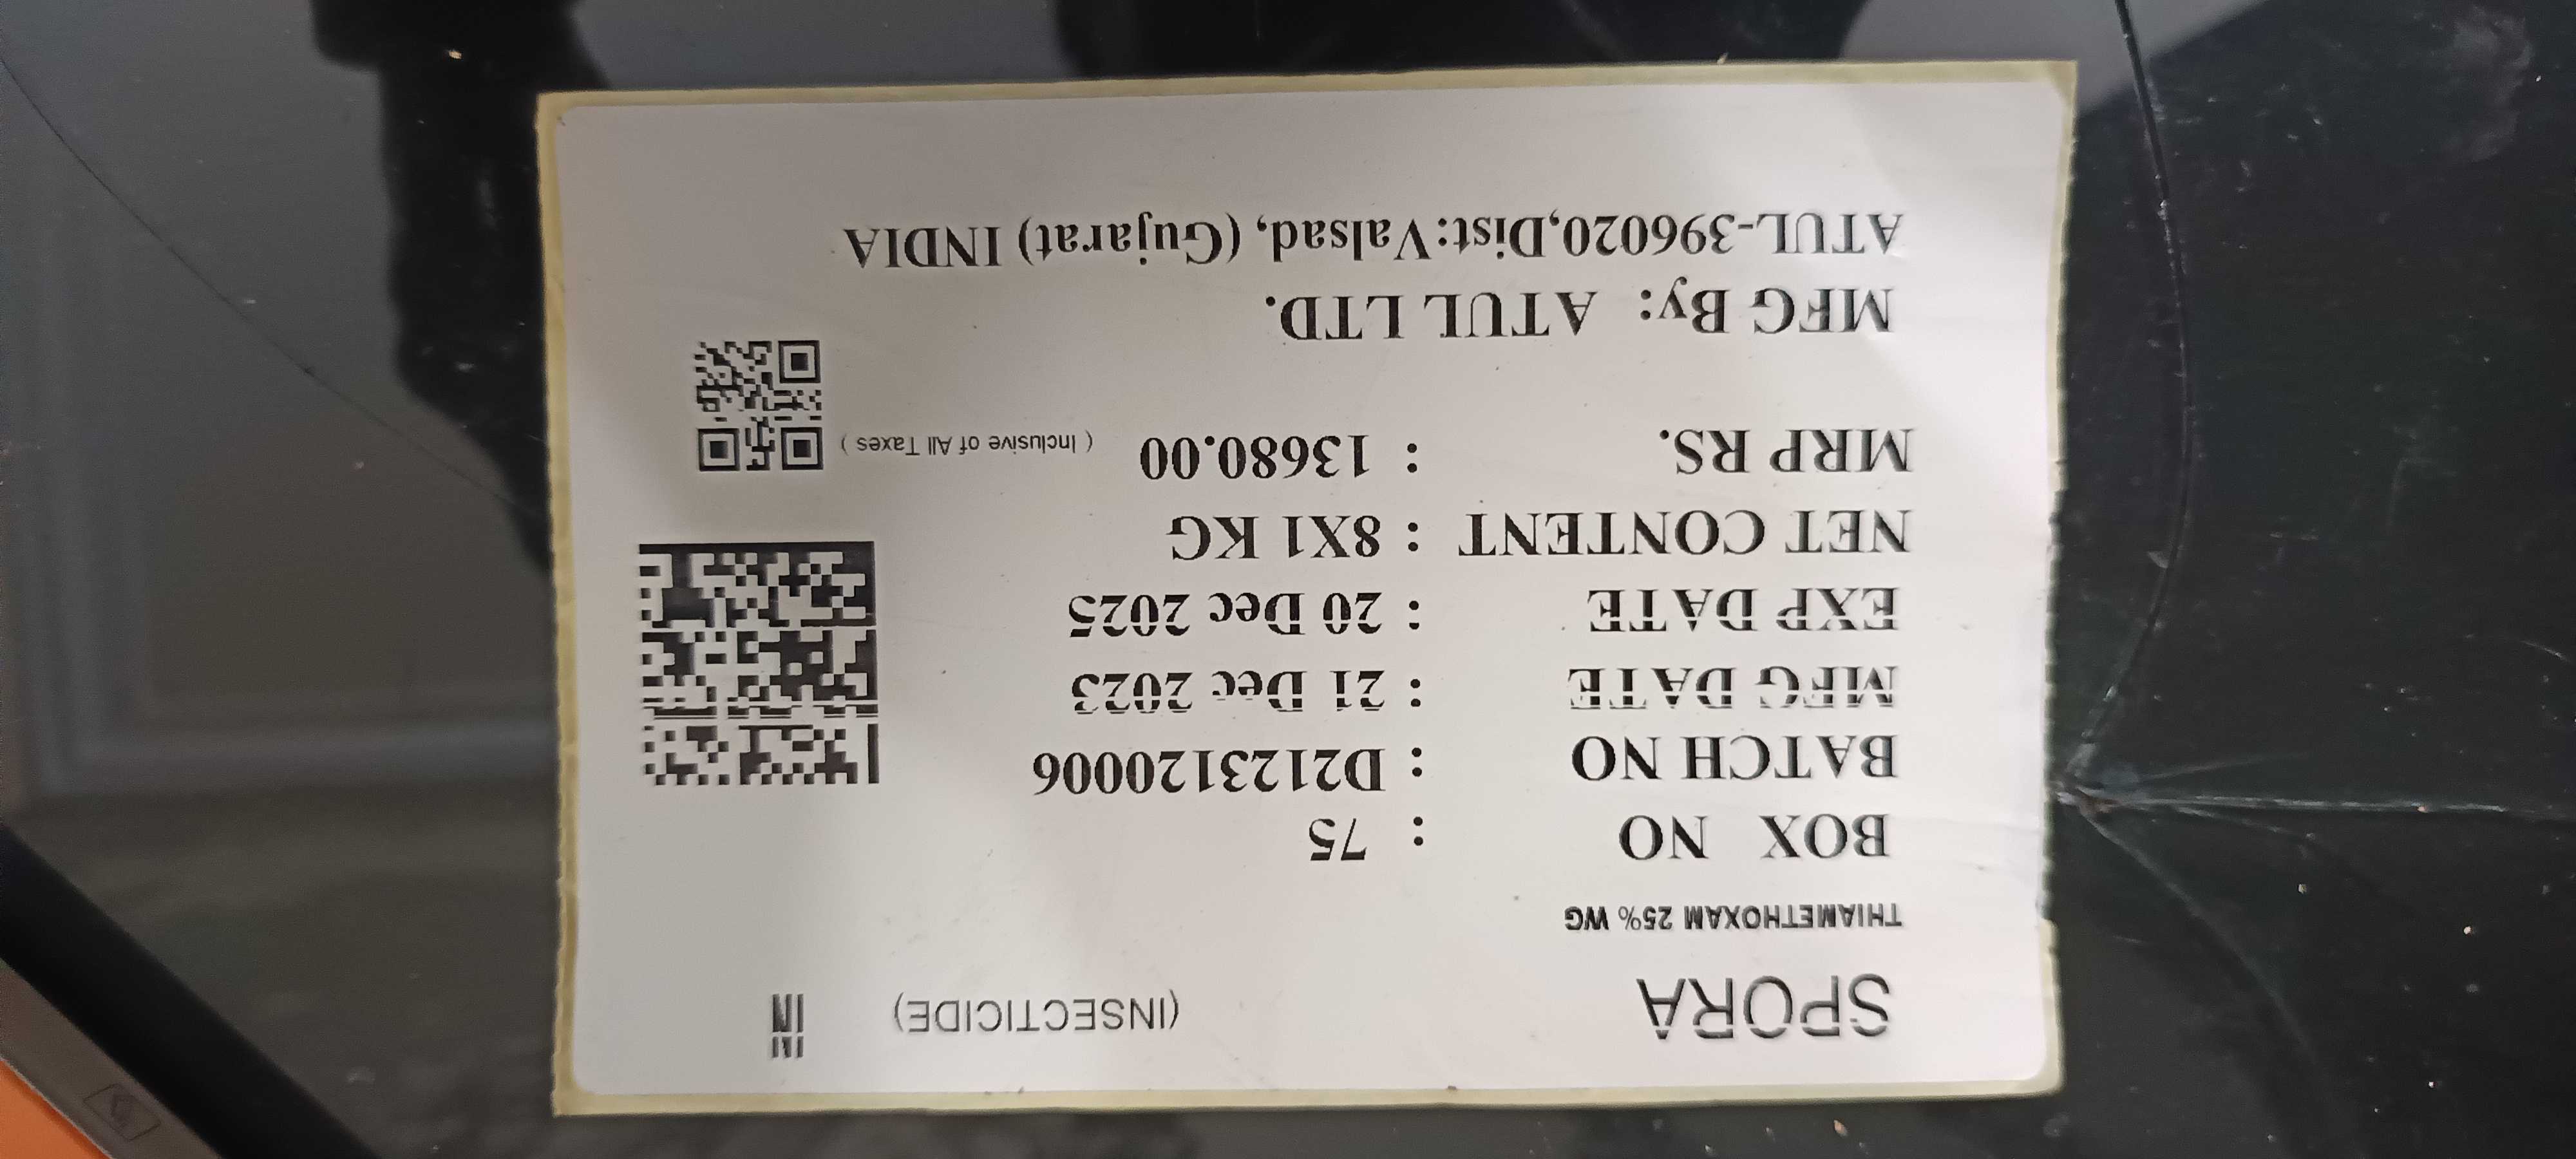 SPORA (INSECTICIDE)
THIAMETHOXAM 25% WG
BOX NO : 75
BATCH NO : D2123120006
MFG DATE : 21 Dec 2023
EXP DATE : 20 Dec 2025
NET CONTENT : 8X1 KG
MRP RS. : 13680.00 ( Inclusive of All Taxes )
MFG By: ATUL LTD.
ATUL-396020,Dist:Valsad, (Gujarat) INDIA